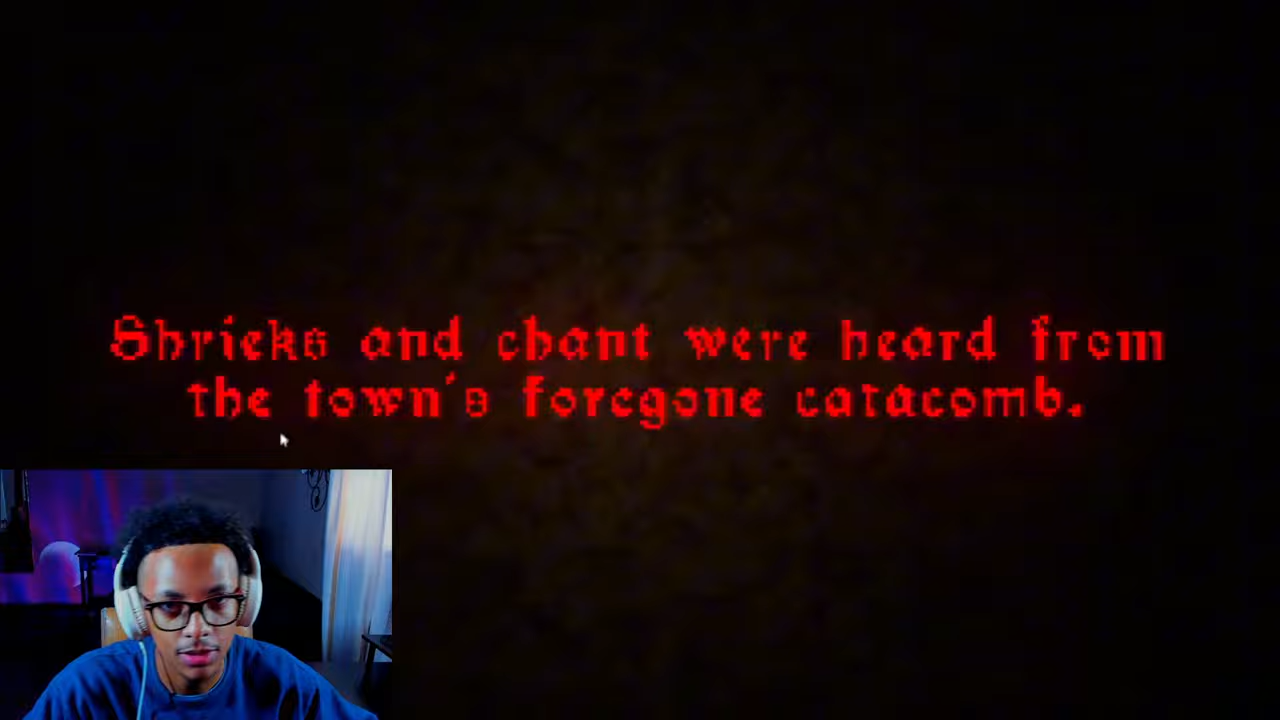 Shrieks and chant were heard from
the town's foregone catacomb.